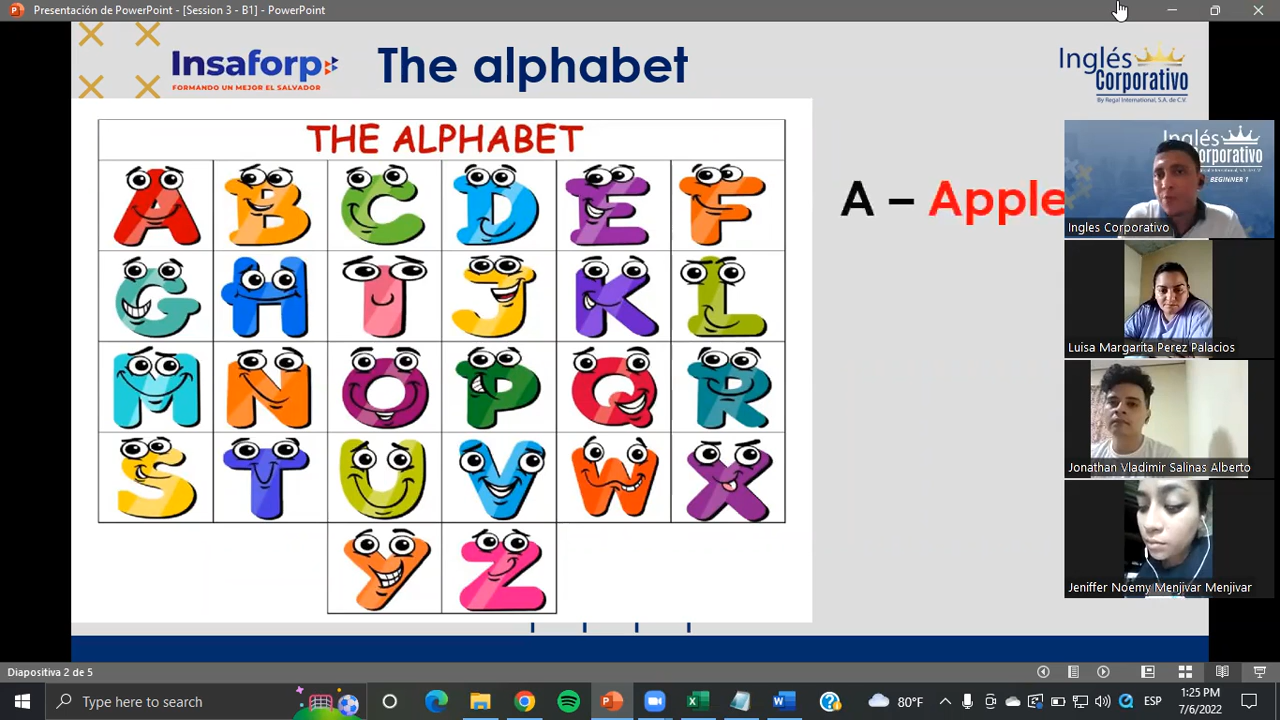 Presentación de PowerPoint - [Session 3 - B1] - PowerPoint
Insaforp
FORMANDO UN MEJOR EL SALVADOR
The alphabet
Inglés
Corporativo
By Regal International, S.A. de C.V.
THE ALPHABET
A B C D E F
G H I J K L
M N O P Q R
S T U V W X
Y Z
A – Apple
Inglés
Corporativo
BEGINNER 1
Ingles Corporativo
Luisa Margarita Perez Palacios
Jonathan Vladimir Salinas Alberto
Jeniffer Noemy Menjivar Menjivar
Diapositiva 2 de 5
Type here to search
80°F
ESP
1:25 PM
7/6/2022